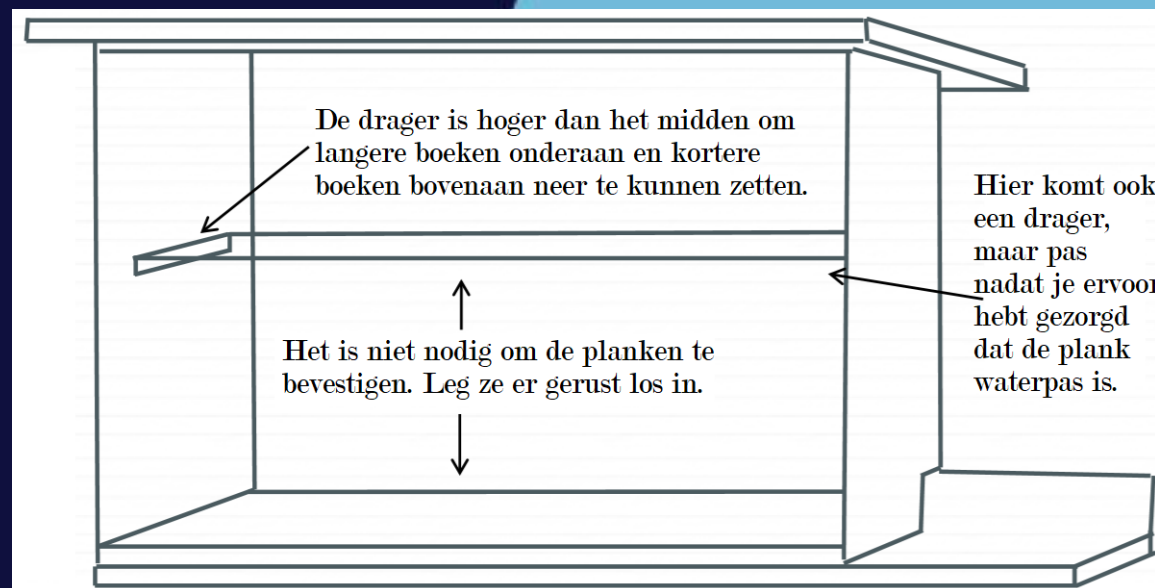 De drager is hoger dan het midden om
langere boeken onderaan en kortere
boeken bovenaan neer te kunnen zetten.
Hier komt ook
een drager,
maar pas
nadat je ervoor
hebt gezorgd
dat de plank
waterpas is.
Het is niet nodig om de planken te
bevestigen. Leg ze er gerust los in.